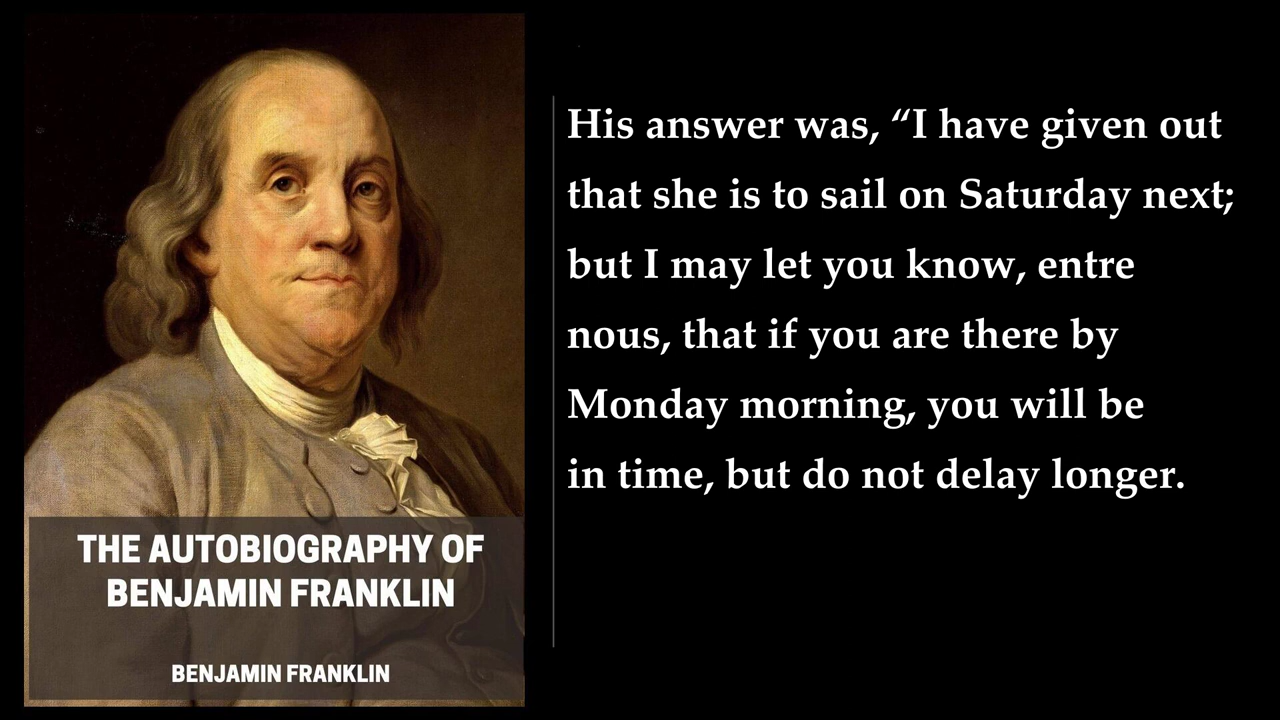 THE AUTOBIOGRAPHY OF
BENJAMIN FRANKLIN
BENJAMIN FRANKLIN
His answer was, “I have given out
that she is to sail on Saturday next;
but I may let you know, entre
nous, that if you are there by
Monday morning, you will be
in time, but do not delay longer.